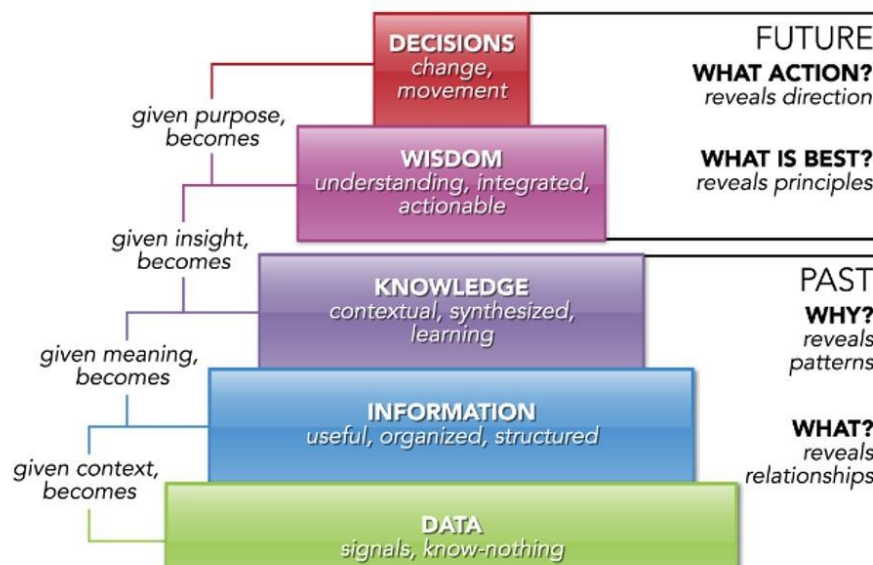 DECISIONS
change,
movement
FUTURE
WHAT ACTION?
reveals direction
given purpose,
becomes
WISDOM
understanding, integrated,
actionable
WHAT IS BEST?
reveals principles
given insight,
becomes
KNOWLEDGE
contextual, synthesized,
learning
PAST
WHY?
reveals
patterns
given meaning,
becomes
INFORMATION
useful, organized, structured
WHAT?
reveals
relationships
given context,
becomes
DATA
signals, know-nothing